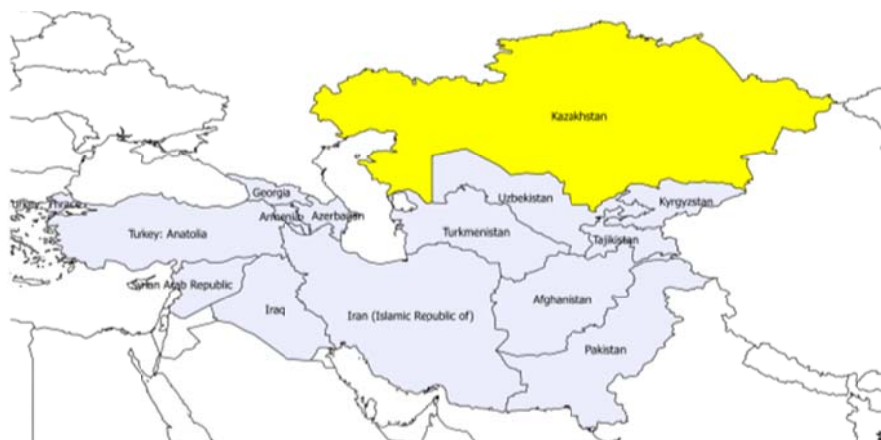 Kazakhstan
Georgia
Uzbekistan
Kyrgyzstan
Turkey: Thrace
Armenia
Azerbaijan
Turkey: Anatolia
Turkmenistan
Tajikistan
Syrian Arab Republic
Afghanistan
Iraq
Iran (Islamic Republic of)
Pakistan